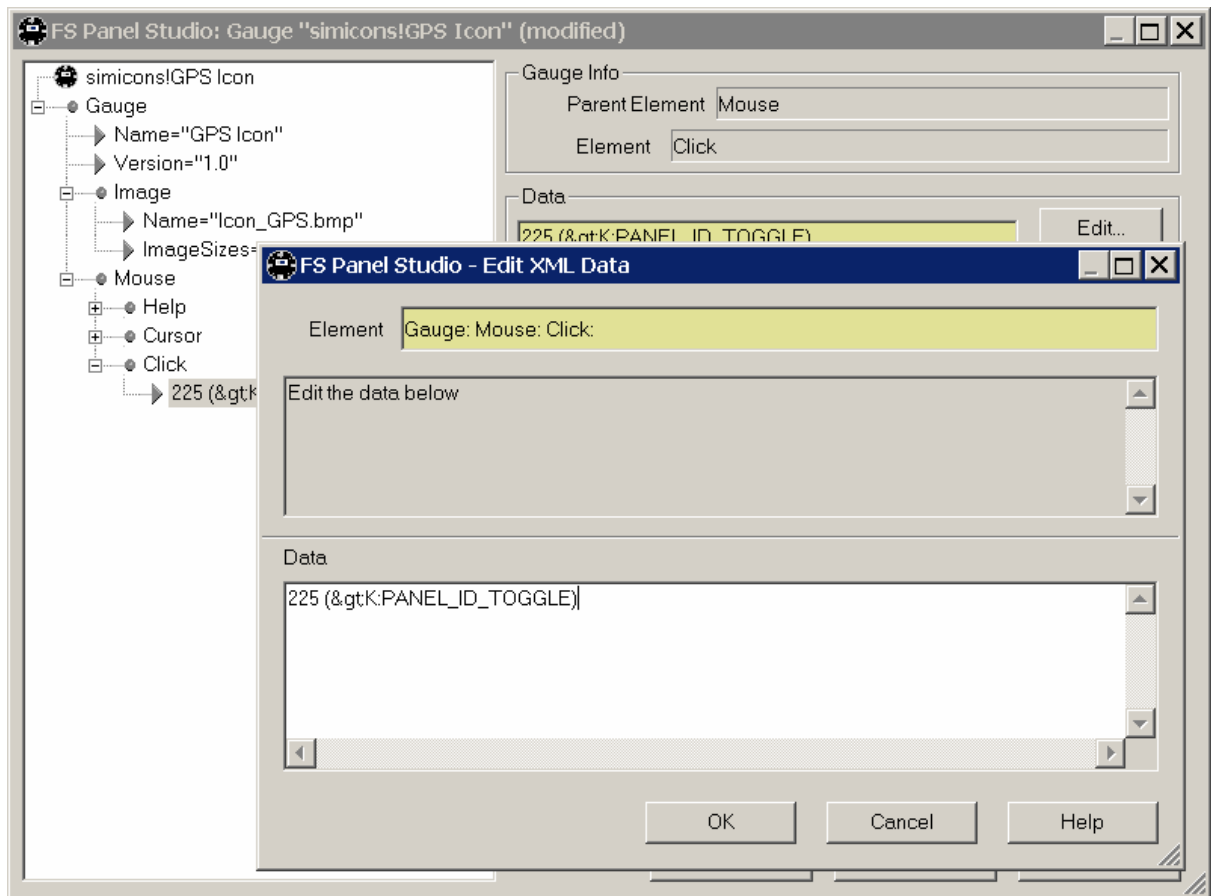 FS Panel Studio: Gauge "simicons!GPS Icon" (modified)
simicons!GPS Icon
Gauge
Name="GPS Icon"
Version="1.0"
Image
Name="Icon_GPS.bmp"
ImageSizes=
Mouse
Help
Cursor
Click
225 (&gt;K
Gauge Info
Parent Element Mouse
Element Click
Data
225 (&gt;K:PANEL_ID_TOGGLE)
Edit...
FS Panel Studio - Edit XML Data
Element Gauge: Mouse: Click:
Edit the data below
Data
225 (&gt;K:PANEL_ID_TOGGLE)
OK Cancel Help